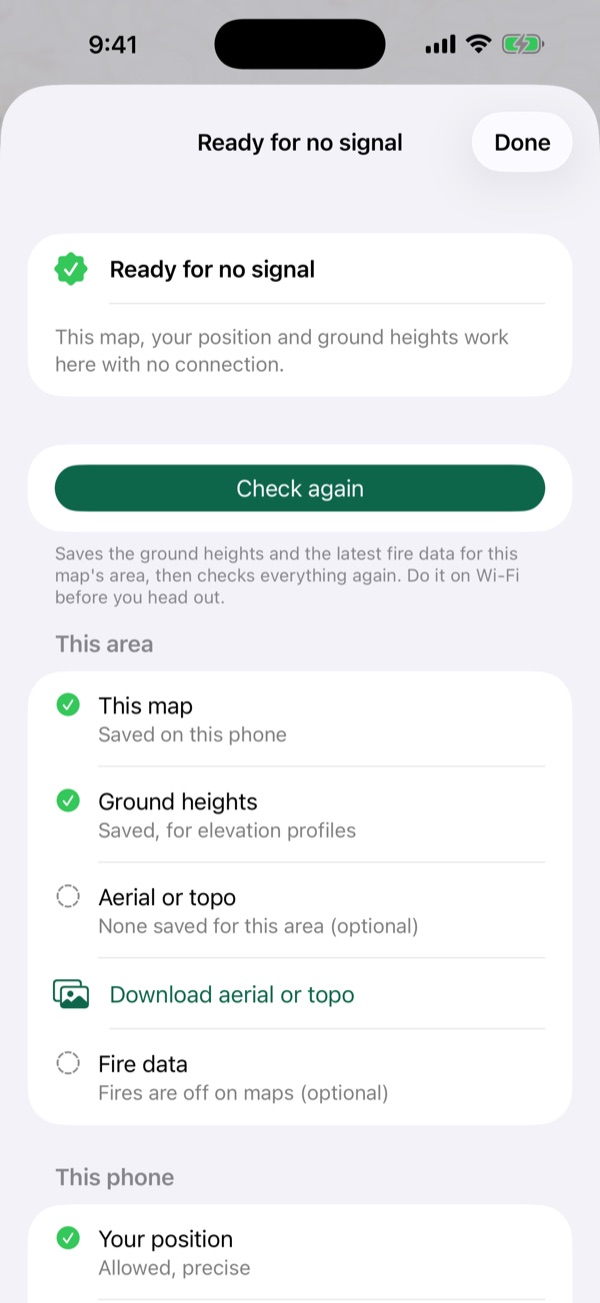 9:41
Ready for no signal
Done
Ready for no signal
This map, your position and ground heights work
here with no connection.
Check again
Saves the ground heights and the latest fire data for this
map's area, then checks everything again. Do it on Wi-Fi
before you head out.
This area
This map
Saved on this phone
Ground heights
Saved, for elevation profiles
Aerial or topo
None saved for this area (optional)
Download aerial or topo
Fire data
Fires are off on maps (optional)
This phone
Your position
Allowed, precise